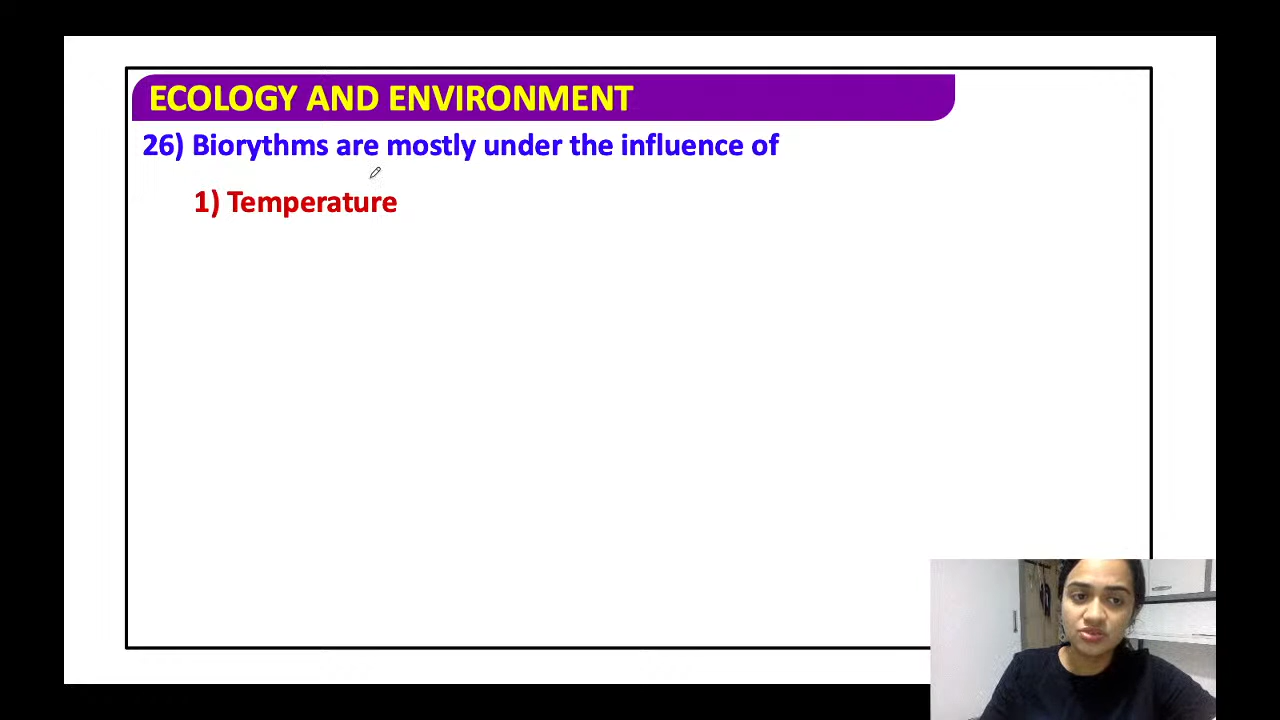 ECOLOGY AND ENVIRONMENT
26) Biorythms are mostly under the influence of
1) Temperature